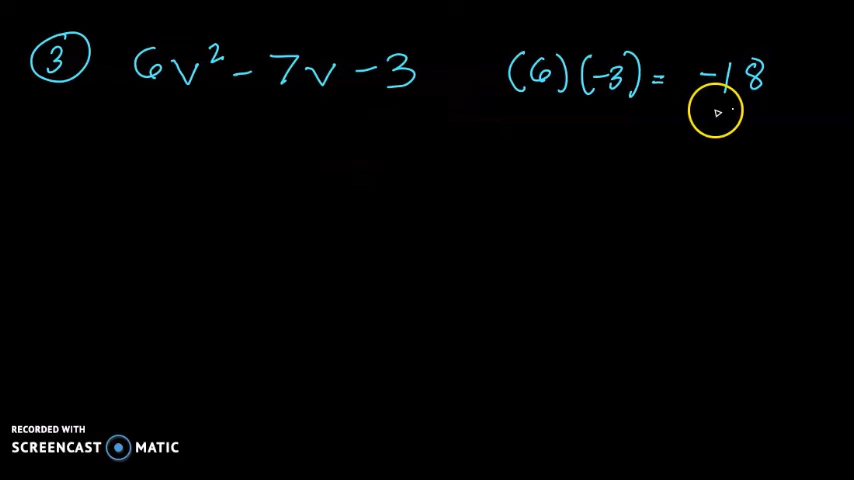 ③ 6v² - 7v - 3 (6)(-3) = -18
RECORDED WITH
SCREENCAST MATIC